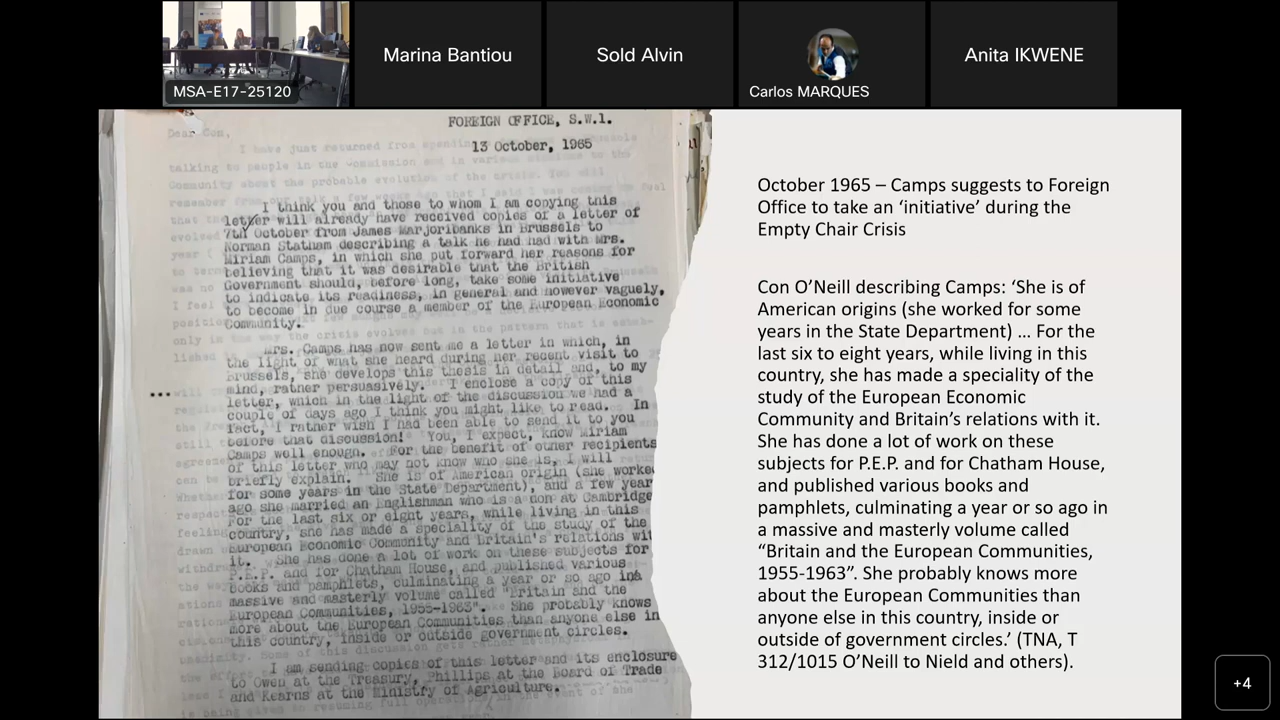 MSA-E17-25120
Marina Bantiou
Sold Alvin
Carlos MARQUES
Anita IKWENE
Dear Con,
FOREIGN OFFICE, S.W.1.
13 October, 1965
I think you and those to whom I am copying this
letter will already have received copies of a letter of
7th October from James Marjoribanks in Brussels to
Norman Statham describing a talk he had had with Mrs.
Miriam Camps, in which she put forward her reasons for
believing that it was desirable that the British
Government should, before long, take some initiative
to indicate its readiness, in general and however vaguely,
to become in due course a member of the European Economic
Community.
Mrs. Camps has now sent me a letter in which, in
the light of what she heard during her recent visit to
Brussels, she develops this thesis in detail and, to my
mind, rather persuasively. I enclose a copy of this
letter, which in the light of the discussion we had a
couple of days ago I think you might like to read. In
fact, I rather wish I had been able to send it to you
before that discussion! You, I expect, know Miriam
Camps well enough. For the benefit of other recipients
of this letter who may not know who she is, I will
briefly explain. She is of American origin (she worked
for some years in the State Department), and a few year
ago she married an Englishman who is a don at Cambridge
For the last six or eight years, while living in this
country, she has made a speciality of the study of the
European Economic Community and Britain's relations wit
it. She has done a lot of work on these subjects for
P.E.P. and for Chatham House, and published various
books and pamphlets, culminating a year or so ago in a
massive and masterly volume called "Britain and the
European Communities, 1955-1963". She probably knows
more about the European Communities than anyone else in
this country, inside or outside government circles.
I am sending copies of this letter and its enclosure
to Owen at the Treasury, Phillips at the Board of Trade
and Kearns at the Ministry of Agriculture.
October 1965 – Camps suggests to Foreign
Office to take an ‘initiative’ during the
Empty Chair Crisis
Con O’Neill describing Camps: ‘She is of
American origins (she worked for some
years in the State Department) … For the
last six to eight years, while living in this
country, she has made a speciality of the
study of the European Economic
Community and Britain’s relations with it.
She has done a lot of work on these
subjects for P.E.P. and for Chatham House,
and published various books and
pamphlets, culminating a year or so ago in
a massive and masterly volume called
“Britain and the European Communities,
1955-1963”. She probably knows more
about the European Communities than
anyone else in this country, inside or
outside of government circles.’ (TNA, T
312/1015 O’Neill to Nield and others).
+4